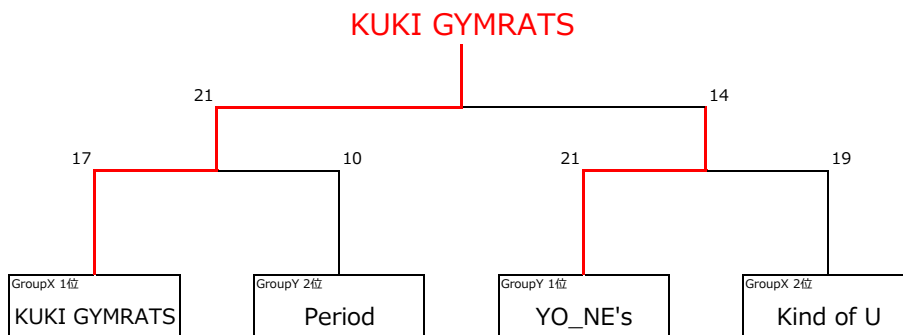 KUKI GYMRATS
21
14
17
10
21
19
GroupX 1位
KUKI GYMRATS
GroupY 2位
Period
GroupY 1位
YO_NE's
GroupX 2位
Kind of U